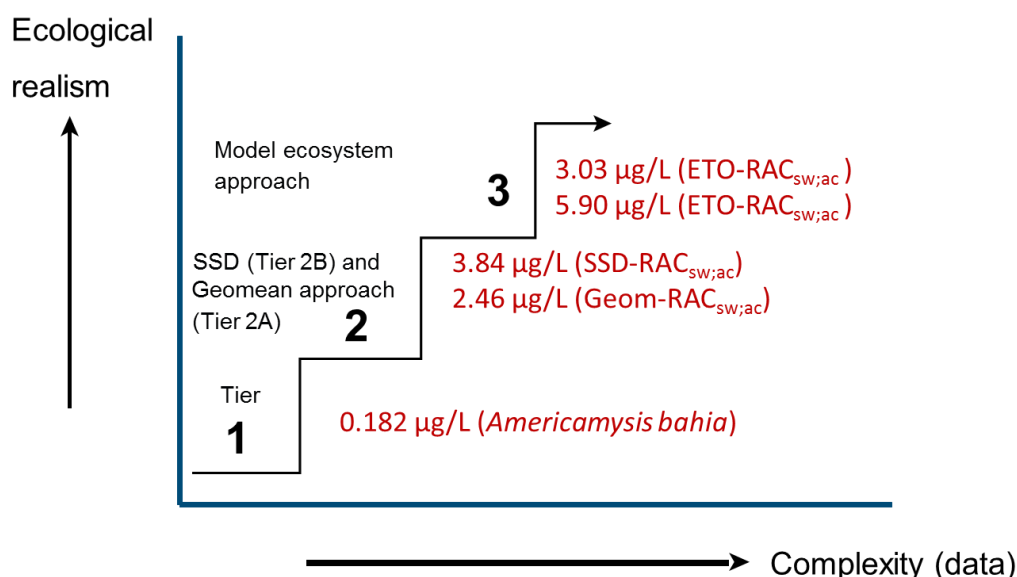 Ecological
realism
Model ecosystem
approach
3
3.03 µg/L (ETO-RACsw;ac )
5.90 µg/L (ETO-RACsw;ac )
SSD (Tier 2B) and
Geomean approach
(Tier 2A)
2
3.84 µg/L (SSD-RACsw;ac)
2.46 µg/L (Geom-RACsw;ac)
Tier
1
0.182 µg/L (Americamysis bahia)
Complexity (data)